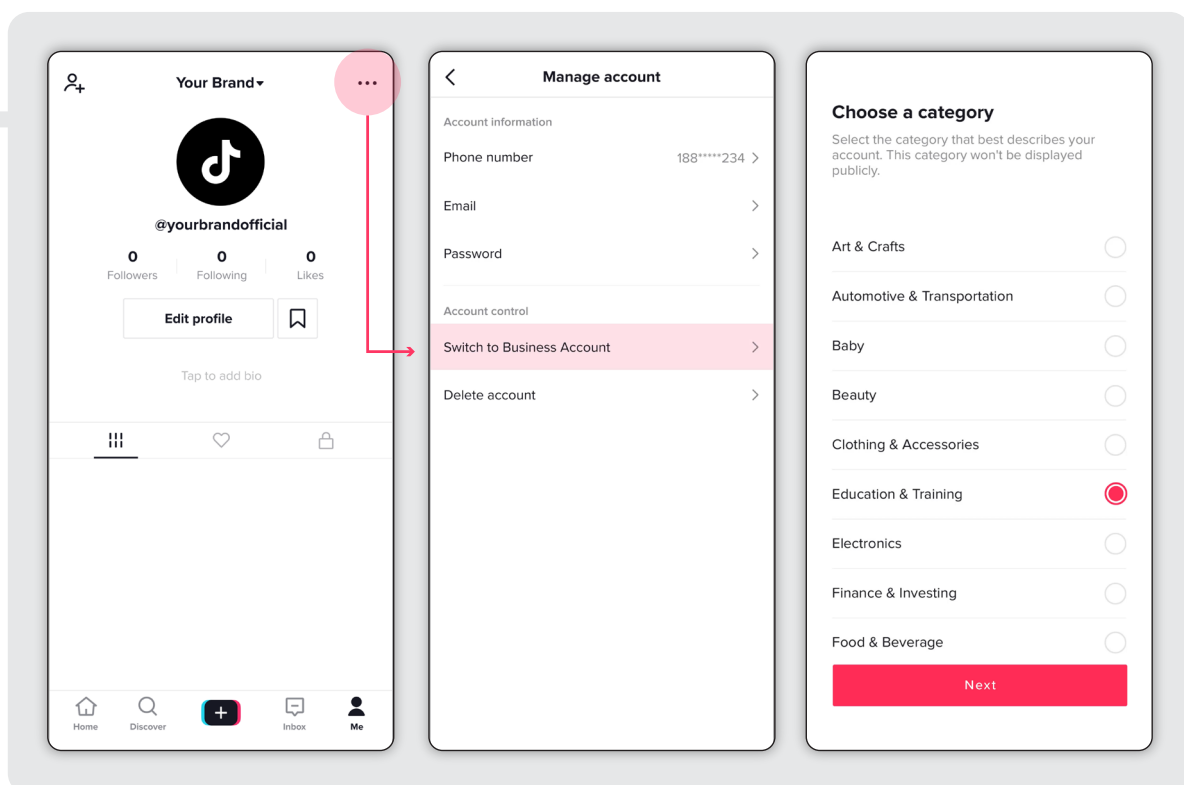 Your Brand
@yourbrandofficial
0 0 0
Followers Following Likes
Edit profile
Tap to add bio
Home Discover Inbox Me
Manage account
Account information
Phone number 188*****234
Email
Password
Account control
Switch to Business Account
Delete account
Choose a category
Select the category that best describes your
account. This category won't be displayed
publicly.
Art & Crafts
Automotive & Transportation
Baby
Beauty
Clothing & Accessories
Education & Training
Electronics
Finance & Investing
Food & Beverage
Next